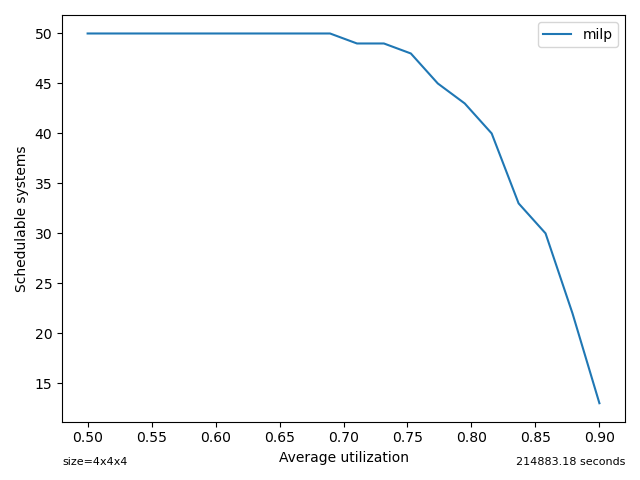 milp
Schedulable systems
50
45
40
35
30
25
20
15
0.50 0.55 0.60 0.65 0.70 0.75 0.80 0.85 0.90
Average utilization
size=4x4x4
214883.18 seconds